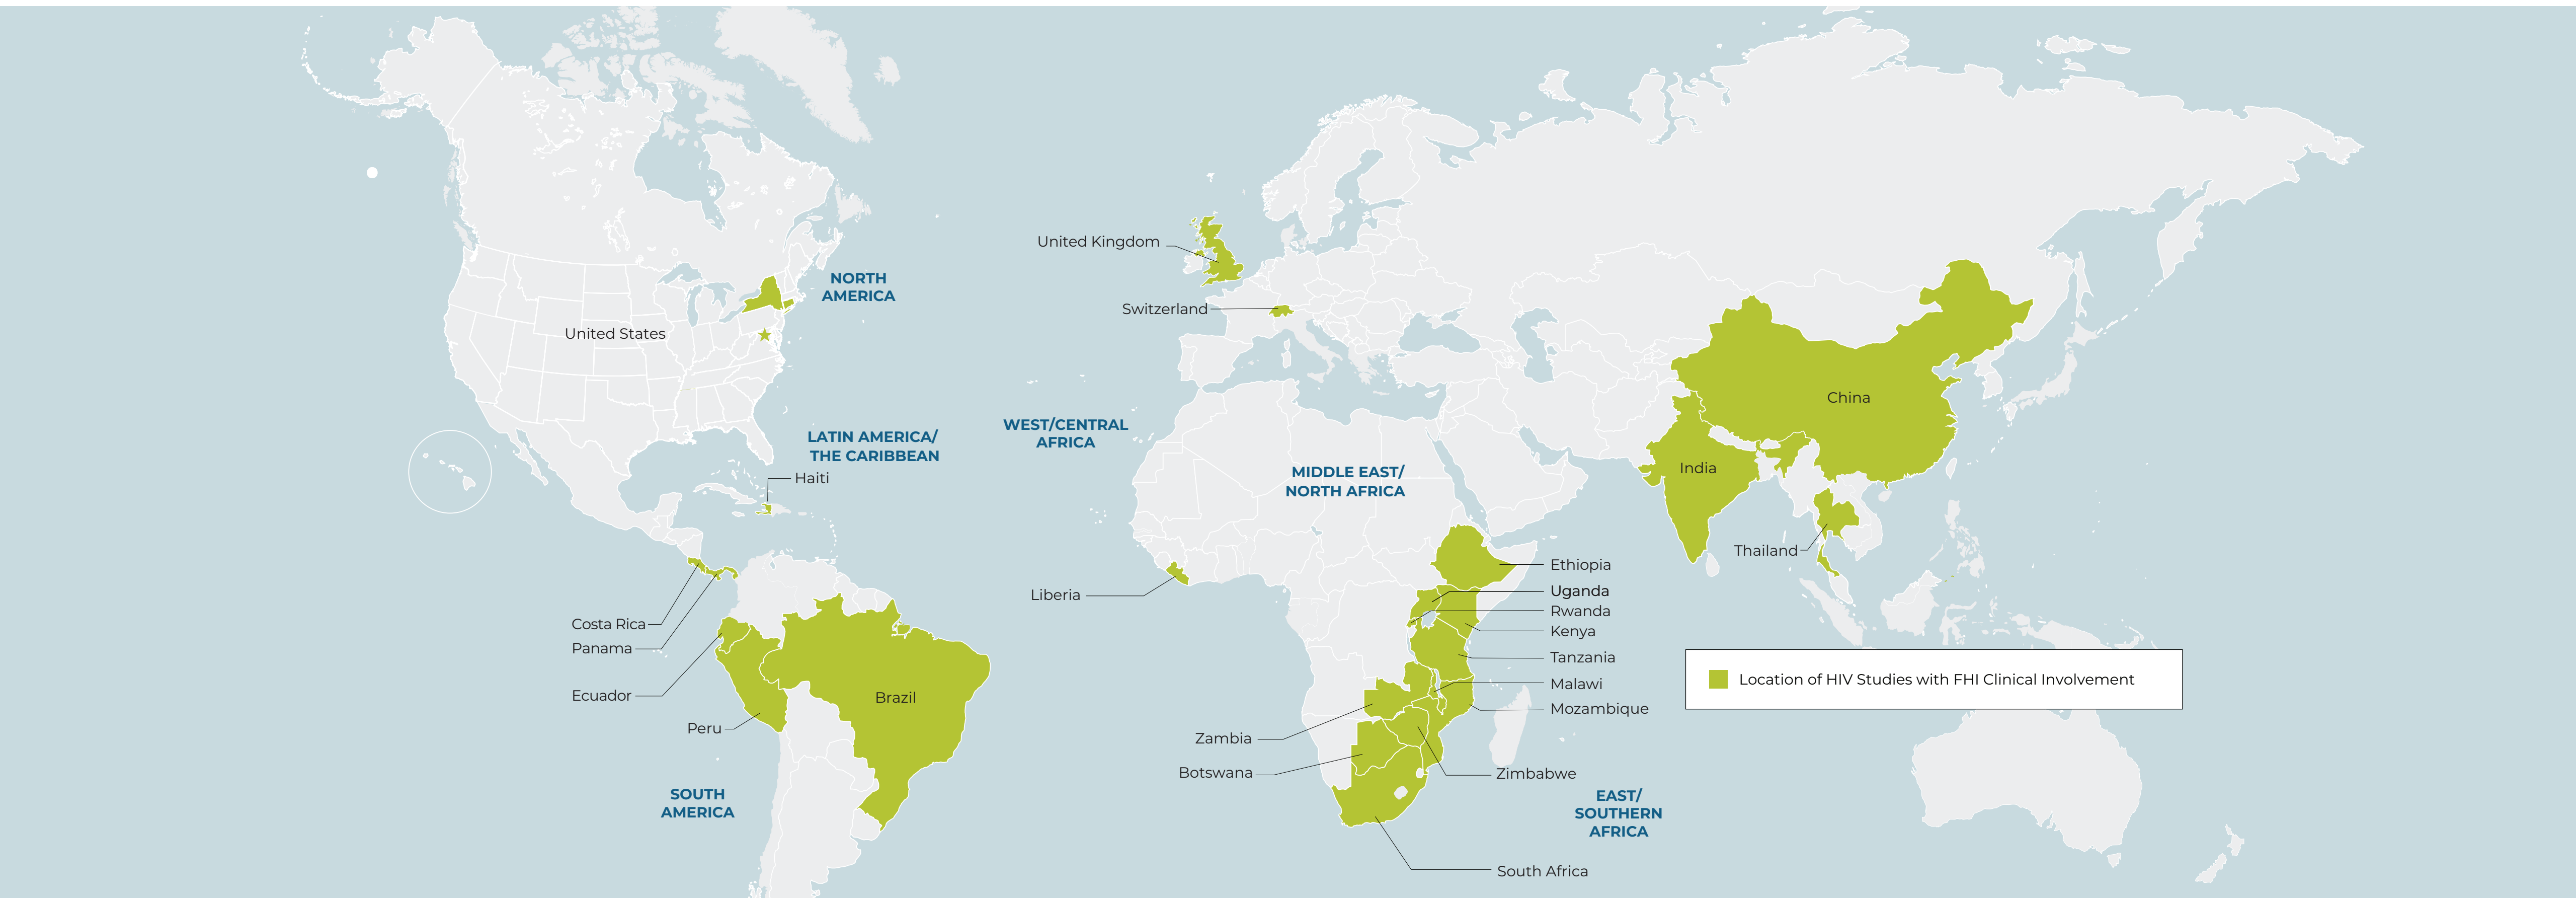 NORTH
AMERICA
United States
LATIN AMERICA/
THE CARIBBEAN
Haiti
Costa Rica
Panama
Ecuador
Peru
Brazil
SOUTH
AMERICA
United Kingdom
Switzerland
WEST/CENTRAL
AFRICA
MIDDLE EAST/
NORTH AFRICA
Liberia
Ethiopia
Uganda
Rwanda
Kenya
Tanzania
Malawi
Mozambique
Zambia
Botswana
Zimbabwe
EAST/
SOUTHERN
AFRICA
South Africa
China
India
Thailand
Location of HIV Studies with FHI Clinical Involvement